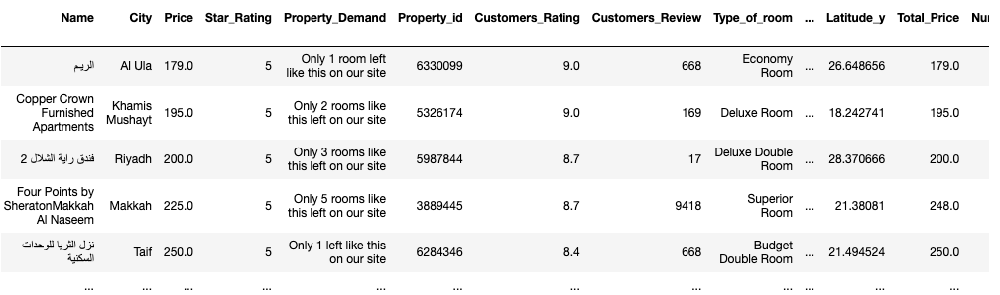 Name City Price Star_Rating Property_Demand Property_id Customers_Rating Customers_Review Type_of_room ... Latitude_y Total_Price
الريم Al Ula 179.0 5 Only 1 room left like this on our site 6330099 9.0 668 Economy Room ... 26.648656 179.0
Copper Crown Furnished Apartments Khamis Mushayt 195.0 5 Only 2 rooms like this left on our site 5326174 9.0 169 Deluxe Room ... 18.242741 195.0
فندق راية الشلال 2 Riyadh 200.0 5 Only 3 rooms like this left on our site 5987844 8.7 17 Deluxe Double Room ... 28.370666 200.0
Four Points by SheratonMakkah Al Naseem Makkah 225.0 5 Only 5 rooms like this left on our site 3889445 8.7 9418 Superior Room ... 21.38081 248.0
نزل الثريا للوحدات السكنية Taif 250.0 5 Only 1 left like this on our site 6284346 8.4 668 Budget Double Room ... 21.494524 250.0
... ... ... ... ... ... ... ... ... ... ... ...